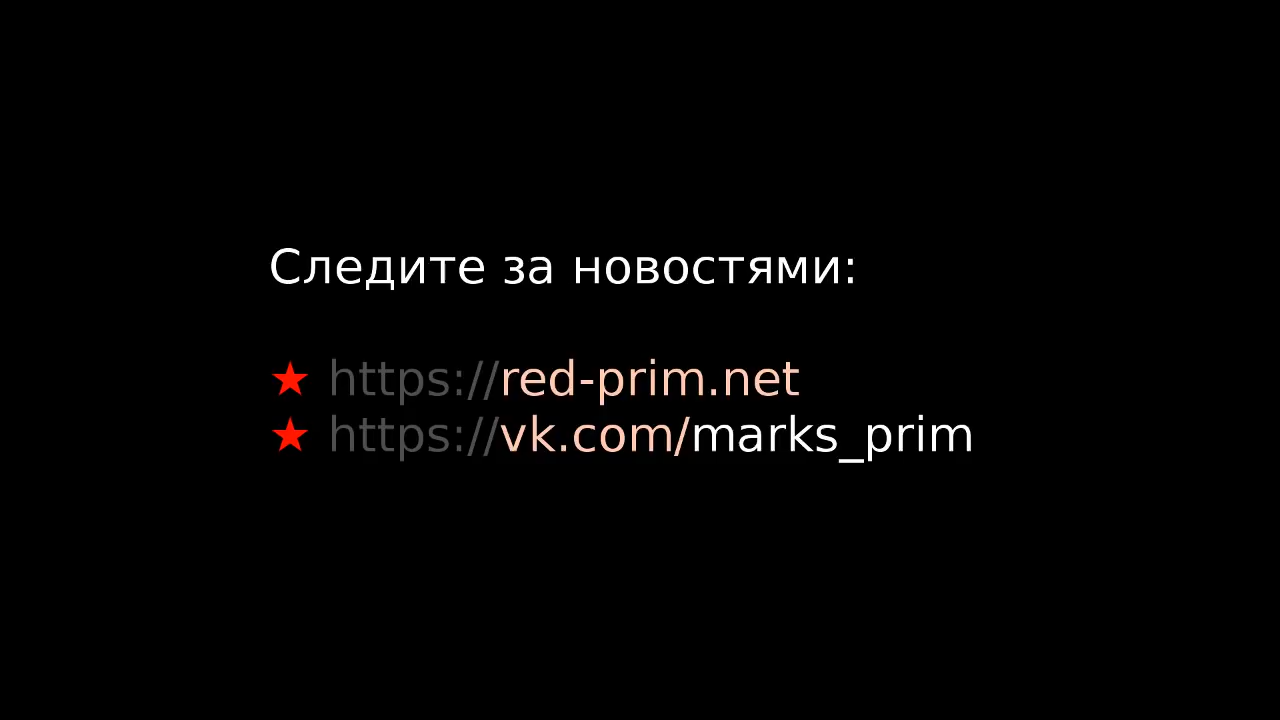 Следите за новостями:
★ https://red-prim.net
★ https://vk.com/marks_prim